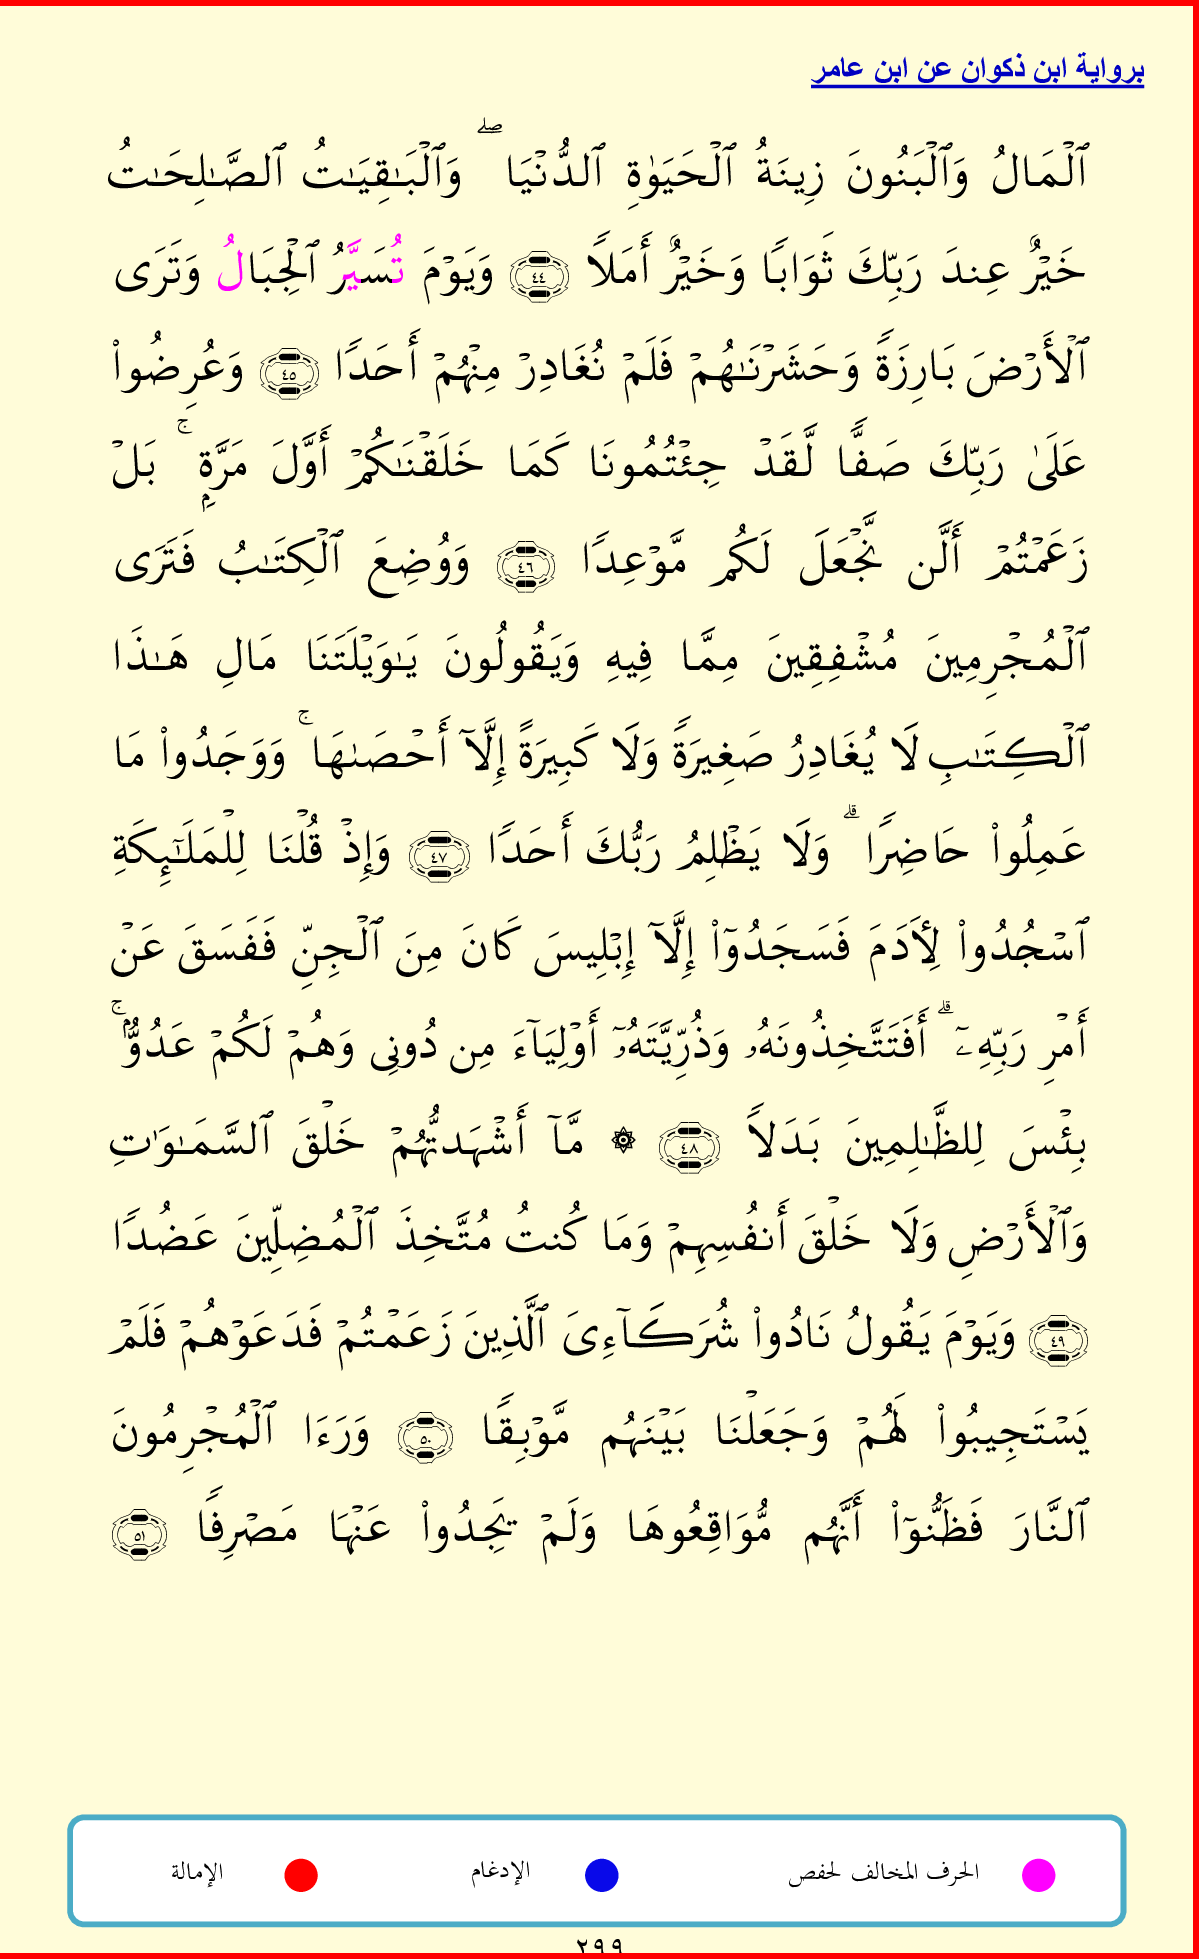 برواية ابن ذكوان عن ابن عامر
ٱلۡمَالُ وَٱلۡبَنُونَ زِينَةُ ٱلۡحَيَوٰةِ ٱلدُّنۡيَا ۖ وَٱلۡبَـٰقِيَـٰتُ ٱلصَّـٰلِحَـٰتُ
خَيۡرٌ عِندَ رَبِّكَ ثَوَابًا وَخَيۡرٌ أَمَلًا ٤٤ وَيَوۡمَ تُسَيَّرُ ٱلۡجِبَالُ وَتَرَى
ٱلۡأَرۡضَ بَارِزَةً وَحَشَرۡنَـٰهُمۡ فَلَمۡ نُغَادِرۡ مِنۡهُمۡ أَحَدًا ٤٥ وَعُرِضُواْ
عَلَىٰ رَبِّكَ صَفًّا لَّقَدۡ جِئۡتُمُونَا كَمَا خَلَقۡنَـٰكُمۡ أَوَّلَ مَرَّةِۭ ۚ بَلۡ
زَعَمۡتُمۡ أَلَّن نَّجۡعَلَ لَكُم مَّوۡعِدًا ٤٦ وَوُضِعَ ٱلۡكِتَـٰبُ فَتَرَى
ٱلۡمُجۡرِمِينَ مُشۡفِقِينَ مِمَّا فِيهِ وَيَقُولُونَ يَـٰوَيۡلَتَنَا مَالِ هَـٰذَا
ٱلۡكِتَـٰبِ لَا يُغَادِرُ صَغِيرَةً وَلَا كَبِيرَةً إِلَّآ أَحۡصَىٰهَا ۚ وَوَجَدُواْ مَا
عَمِلُواْ حَاضِرًا ۗ وَلَا يَظۡلِمُ رَبُّكَ أَحَدًا ٤٧ وَإِذۡ قُلۡنَا لِلۡمَلَـٰٓئِكَةِ
ٱسۡجُدُواْ لِأَدَمَ فَسَجَدُوٓاْ إِلَّآ إِبۡلِيسَ كَانَ مِنَ ٱلۡجِنِّ فَفَسَقَ عَنۡ
أَمۡرِ رَبِّهِۦٓ ۗ أَفَتَتَّخِذُونَهُۥ وَذُرِّيَّتَهُۥٓ أَوۡلِيَآءَ مِن دُونِى وَهُمۡ لَكُمۡ عَدُوُّۢ ۚ
بِئۡسَ لِلظَّـٰلِمِينَ بَدَلًا ٤٨ ۞ مَّآ أَشۡهَدتُّهُمۡ خَلۡقَ ٱلسَّمَـٰوَٰتِ
وَٱلۡأَرۡضِ وَلَا خَلۡقَ أَنفُسِهِمۡ وَمَا كُنتُ مُتَّخِذَ ٱلۡمُضِلِّينَ عَضُدًا
٤٩ وَيَوۡمَ يَقُولُ نَادُواْ شُرَكَآءِىَ ٱلَّذِينَ زَعَمۡتُمۡ فَدَعَوۡهُمۡ فَلَمۡ
يَسۡتَجِيبُواْ لَهُمۡ وَجَعَلۡنَا بَيۡنَهُم مَّوۡبِقًا ٥٠ وَرَءَا ٱلۡمُجۡرِمُونَ
ٱلنَّارَ فَظَنُّوٓاْ أَنَّهُم مُّوَاقِعُوهَا وَلَمۡ يَجِدُواْ عَنۡهَا مَصۡرِفًا ٥١
الحرف المخالف لحفص الإدغام الإمالة
٢٩٩